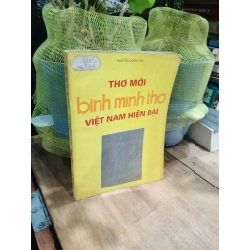 THƠ MỚI
bình minh thơ
VIỆT NAM HIỆN ĐẠI